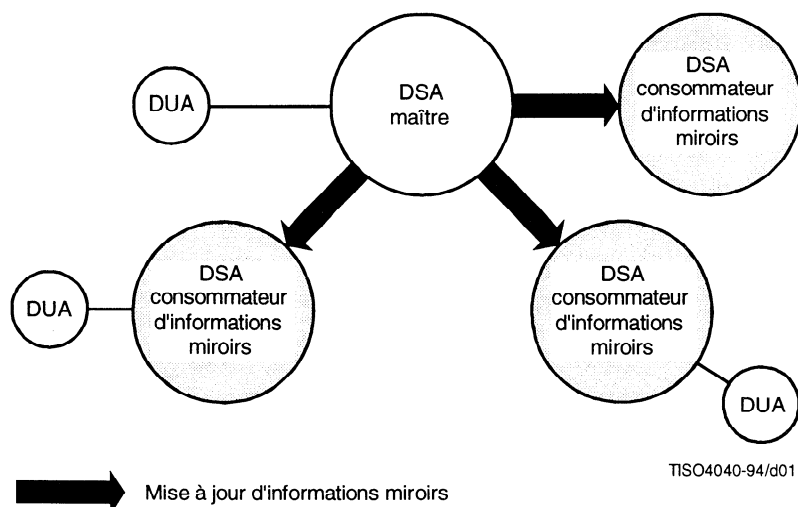 DUA
DSA
maître
DSA
consommateur
d'informations
miroirs
DUA
DSA
consommateur
d'informations
miroirs
DSA
consommateur
d'informations
miroirs
DUA
TISO4040-94/d01
Mise à jour d'informations miroirs